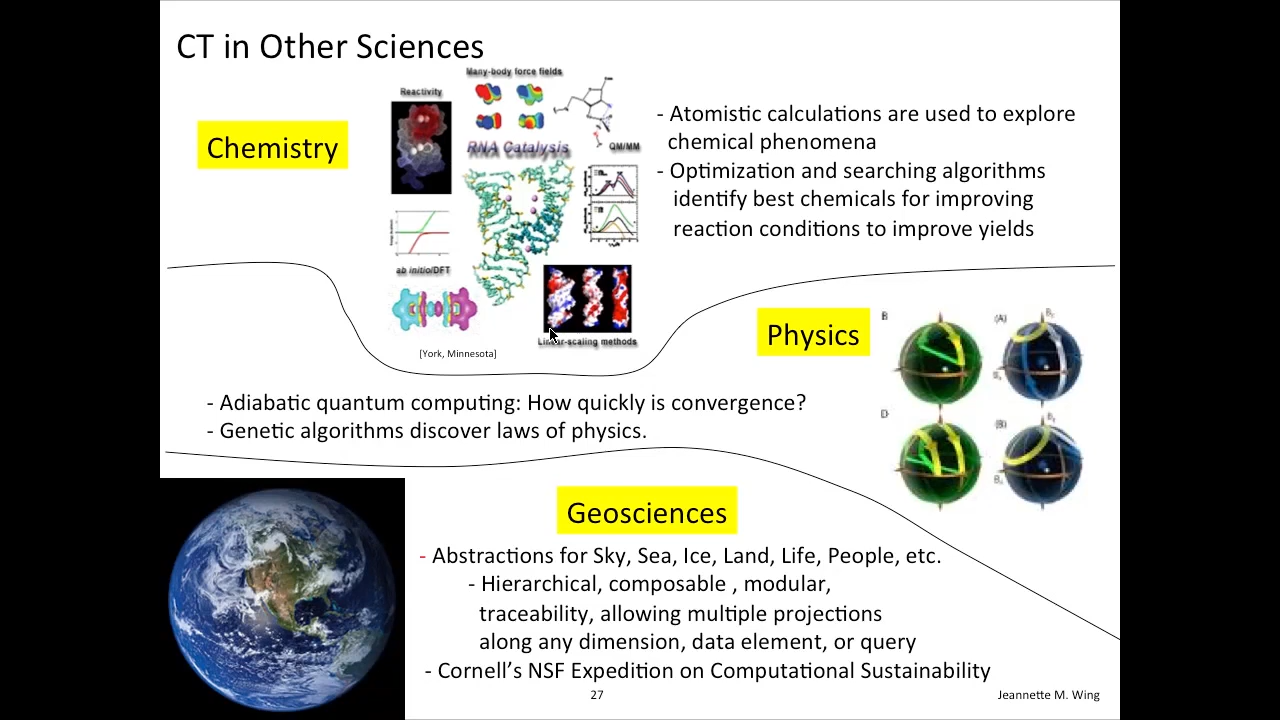 CT in Other Sciences
Many-body force fields
Reactivity
Chemistry
RNA Catalysis
QM/MM
ab initio/DFT
Linear-scaling methods
[York, Minnesota]
- Atomistic calculations are used to explore
chemical phenomena
- Optimization and searching algorithms
identify best chemicals for improving
reaction conditions to improve yields
Physics
B
(A)
D
(B)
- Adiabatic quantum computing: How quickly is convergence?
- Genetic algorithms discover laws of physics.
Geosciences
- Abstractions for Sky, Sea, Ice, Land, Life, People, etc.
- Hierarchical, composable , modular,
traceability, allowing multiple projections
along any dimension, data element, or query
- Cornell’s NSF Expedition on Computational Sustainability
27
Jeannette M. Wing